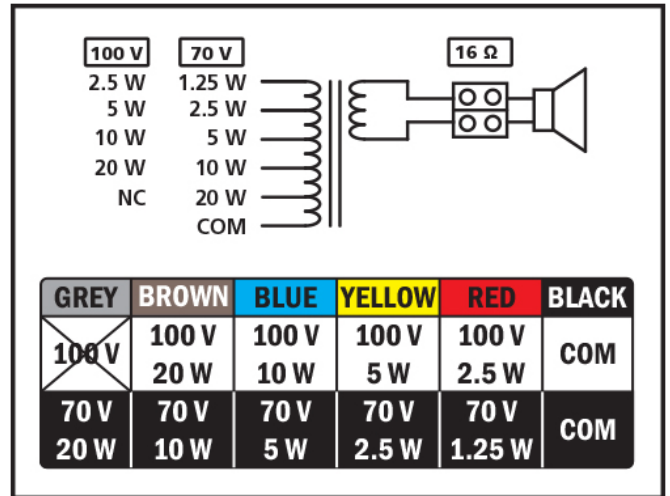 100 V 70 V 16 Ω
2.5 W 1.25 W
5 W 2.5 W
10 W 5 W
20 W 10 W
NC 20 W
COM
GREY BROWN BLUE YELLOW RED BLACK
100 V 100 V 100 V 100 V 100 V COM
20 W 10 W 5 W 2.5 W
70 V 70 V 70 V 70 V 70 V COM
20 W 10 W 5 W 2.5 W 1.25 W